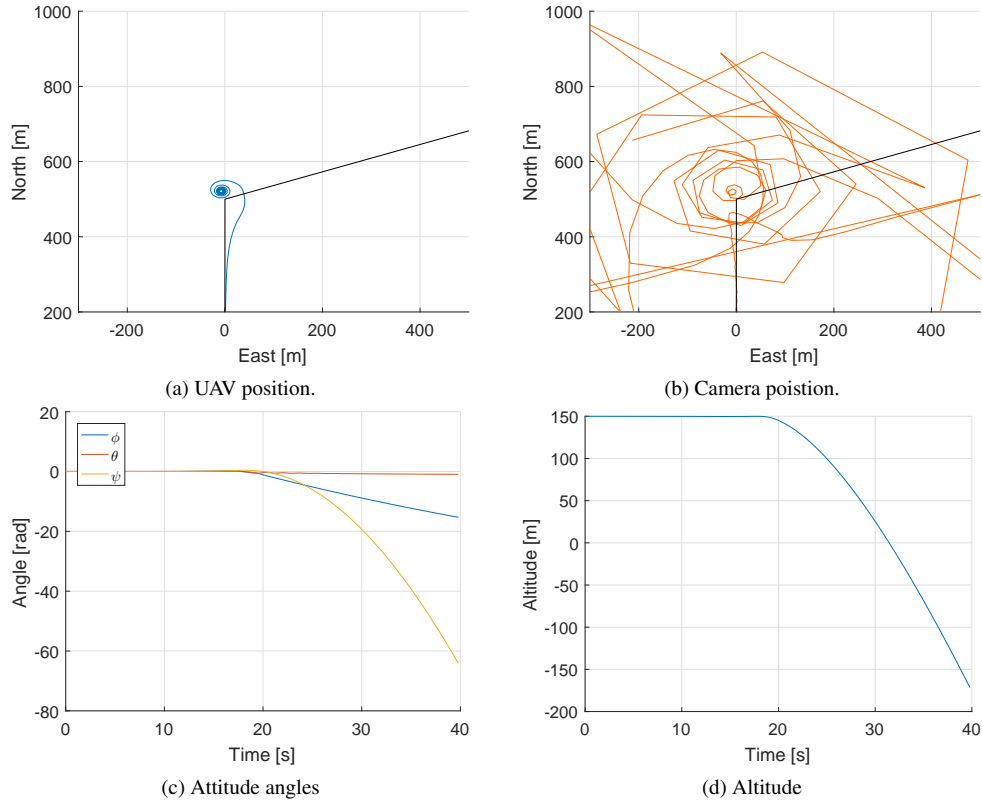 1000
800
600
400
200
North [m]
-200
0
200
400
East [m]
(a) UAV position.
1000
800
600
400
200
North [m]
-200
0
200
400
East [m]
(b) Camera poistion.
20
0
-20
-40
-60
-80
Angle [rad]
ϕ
θ
ψ
0
10
20
30
40
Time [s]
(c) Attitude angles
150
100
50
0
-50
-100
-150
-200
Altitude [m]
0
10
20
30
40
Time [s]
(d) Altitude